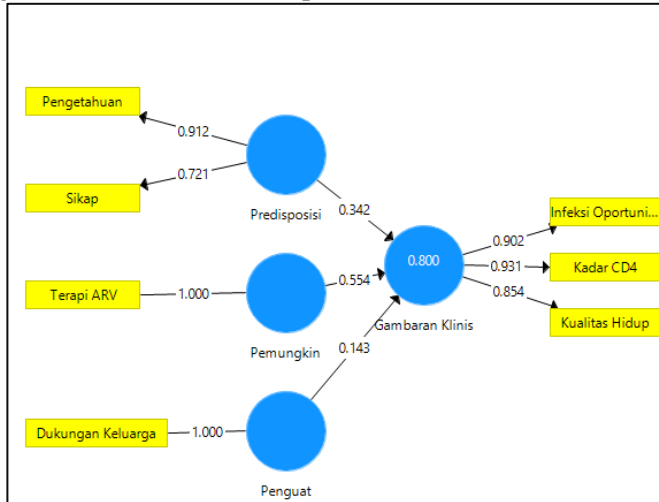 Pengetahuan
0.912
0.721
Sikap
Predisposisi
0.342
Infeksi Oportuni...
0.902
0.800
0.931
Kadar CD4
Terapi ARV
1.000
0.554
0.854
Gambaran Klinis
Kualitas Hidup
0.143
Pemungkin
Dukungan Keluarga
1.000
Penguat